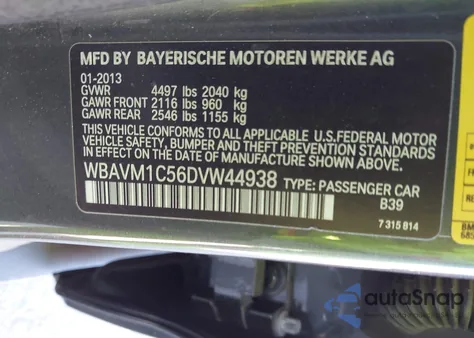 MFD BY BAYERISCHE MOTOREN WERKE AG
01-2013
GVWR 4497 lbs 2040 kg
GAWR FRONT 2116 lbs 960 kg
GAWR REAR 2546 lbs 1155 kg
THIS VEHICLE CONFORMS TO ALL APPLICABLE U.S.FEDERAL MOTOR
VEHICLE SAFETY, BUMPER AND THEFT PREVENTION STANDARDS
IN EFFECT ON THE DATE OF MANUFACTURE SHOWN ABOVE.
WBAVM1C56DVW44938 TYPE: PASSENGER CAR
B39
7 315 814
autoSnap